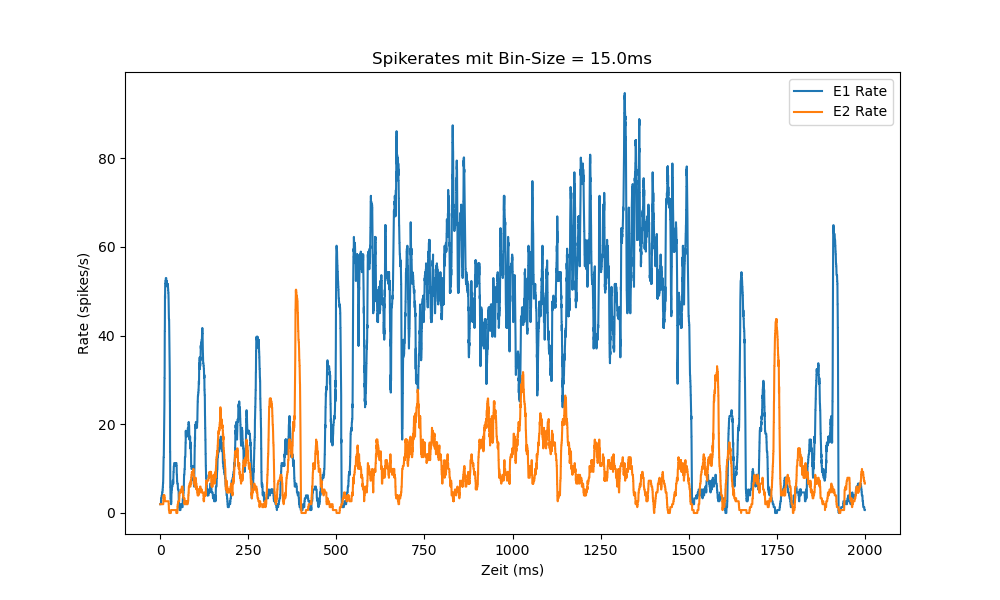 Spikerates mit Bin-Size = 15.0ms
E1 Rate
E2 Rate
80
60
40
20
0
Rate (spikes/s)
0 250 500 750 1000 1250 1500 1750 2000
Zeit (ms)